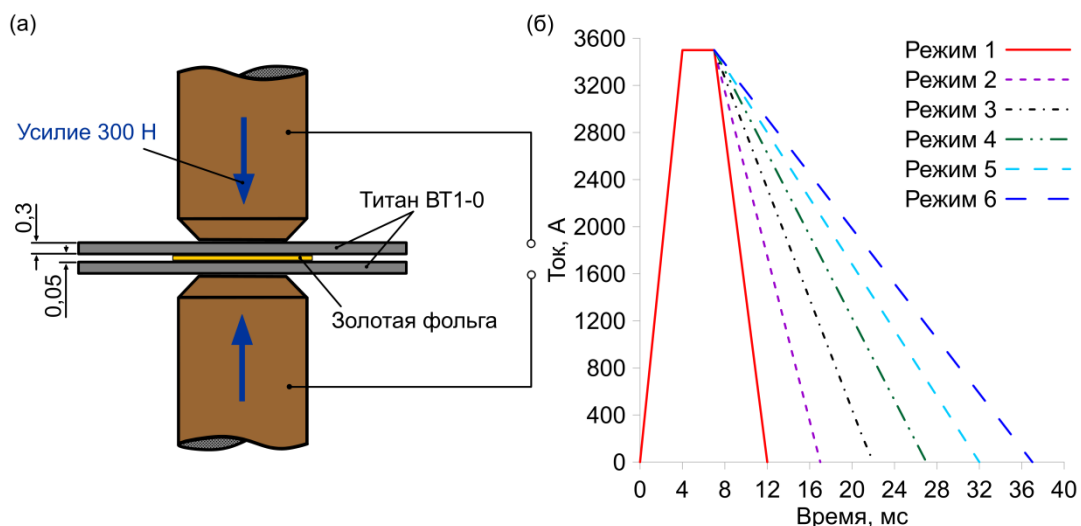 (а)
Усилие 300 Н
Титан ВТ1-0
0,3
0,05
Золотая фольга
(б)
Ток, А
3600
3200
2800
2400
2000
1600
1200
800
400
0
0 4 8 12 16 20 24 28 32 36 40
Время, мс
Режим 1
Режим 2
Режим 3
Режим 4
Режим 5
Режим 6